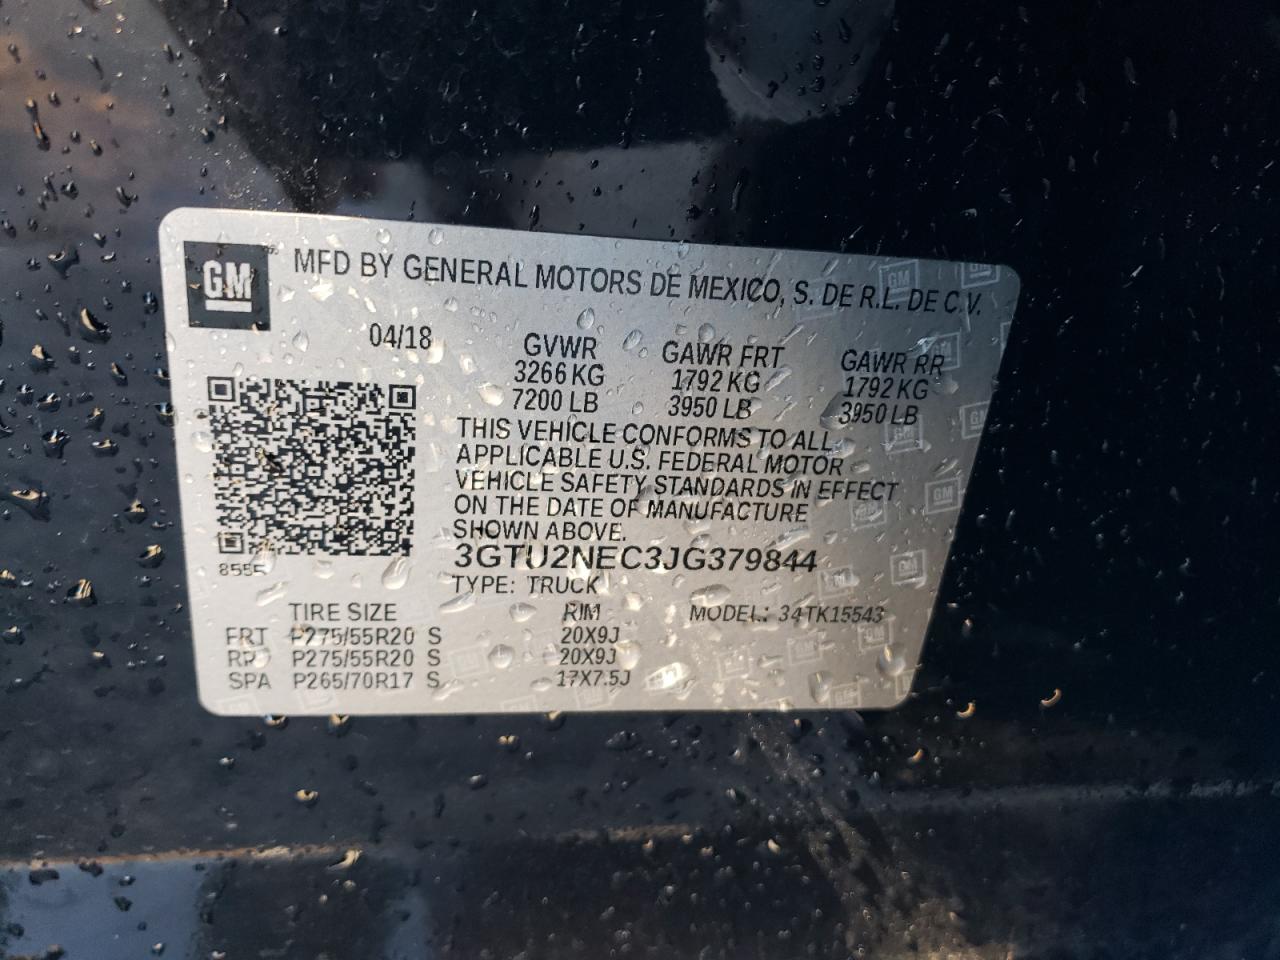 GM
MFD BY GENERAL MOTORS DE MEXICO, S. DE R.L. DE C.V.
04/18
GVWR GAWR FRT GAWR RR
3266 KG 1792 KG 1792 KG
7200 LB 3950 LB 3950 LB
THIS VEHICLE CONFORMS TO ALL
APPLICABLE U.S. FEDERAL MOTOR
VEHICLE SAFETY STANDARDS IN EFFECT
ON THE DATE OF MANUFACTURE
SHOWN ABOVE.
3GTU2NEC3JG379844
8555
TYPE: TRUCK
TIRE SIZE RIM MODEL: 34TK15543
FRT P275/55R20 S 20X9J
RR P275/55R20 S 20X9J
SPA P265/70R17 S 17X7.5J